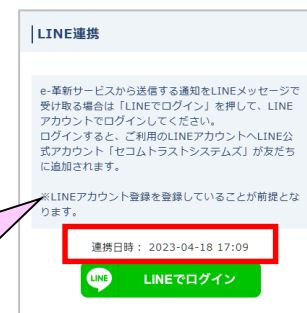 LINE連携
e-革新サービスから送信する通知をLINEメッセージで
受け取る場合は「LINEでログイン」を押して、LINE
アカウントでログインしてください。
ログインすると、ご利用のLINEアカウントへLINE公
式アカウント「セコムトラストシステムズ」が友だち
に追加されます。
※LINEアカウント登録を登録していることが前提とな
ります。
連携日時： 2023-04-18 17:09
LINE LINEでログイン